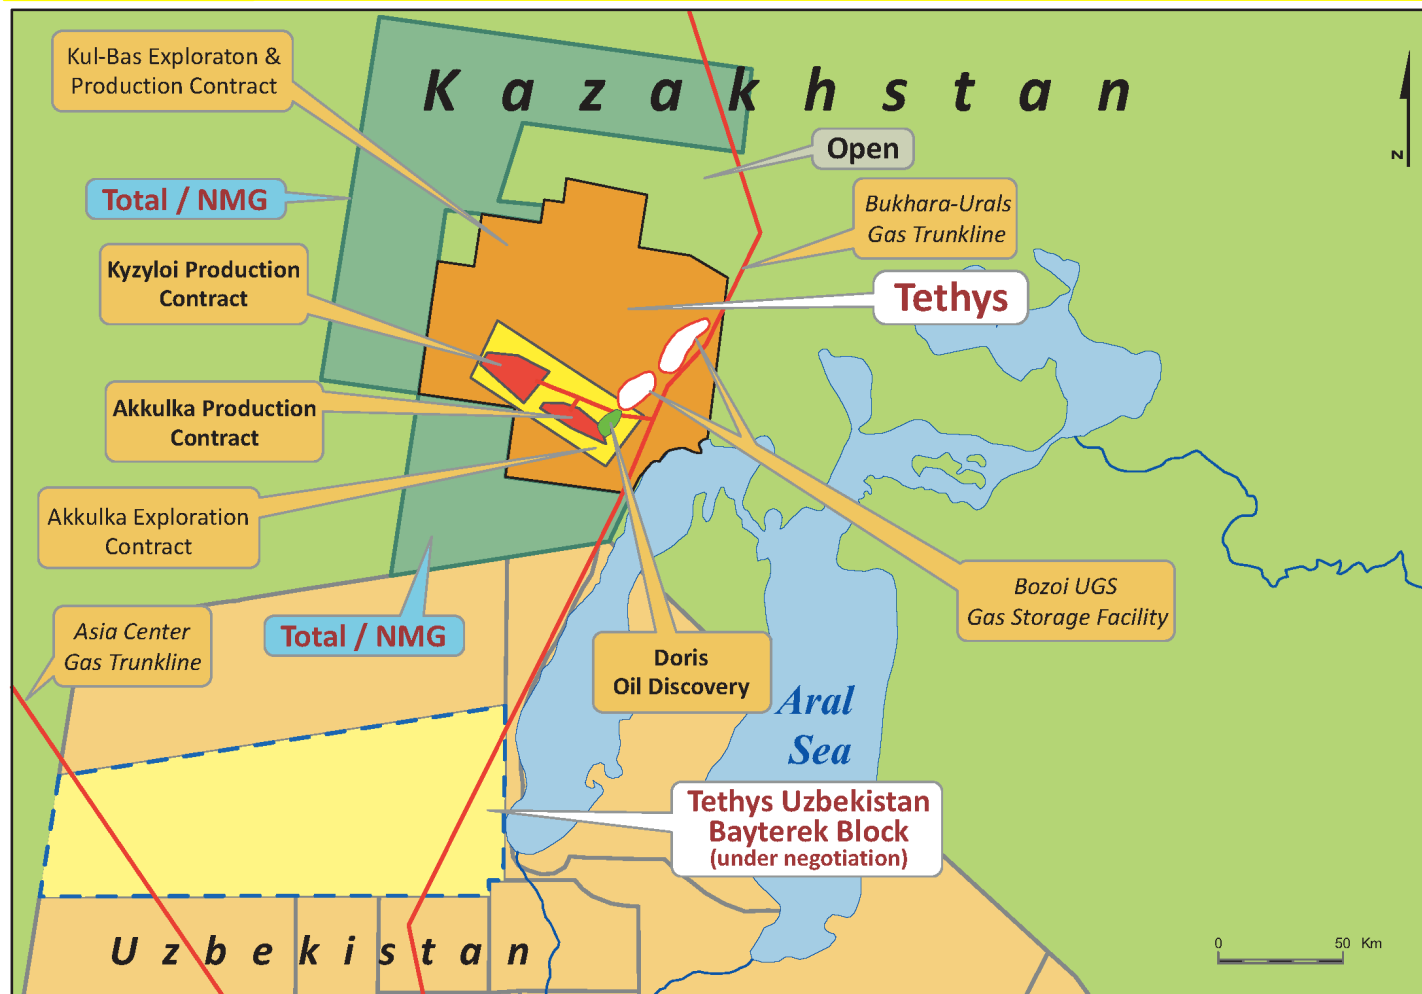 Kul-Bas Exploraton &
Production Contract
Kazakhstan
Open
N
Total / NMG
Bukhara-Urals
Gas Trunkline
Kyzyloi Production
Contract
Tethys
Akkulka Production
Contract
Akkulka Exploration
Contract
Bozoi UGS
Gas Storage Facility
Asia Center
Gas Trunkline
Total / NMG
Doris
Oil Discovery
Aral
Sea
Tethys Uzbekistan
Bayterek Block
(under negotiation)
Uzbekistan
0 50 Km